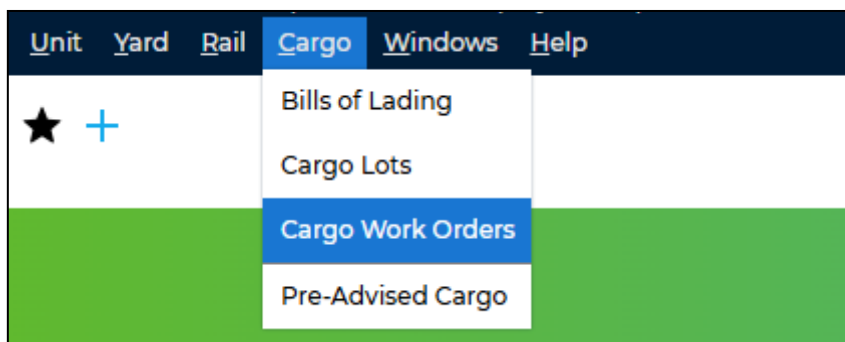 Unit Yard Rail Cargo Windows Help
Bills of Lading
Cargo Lots
Cargo Work Orders
Pre-Advised Cargo